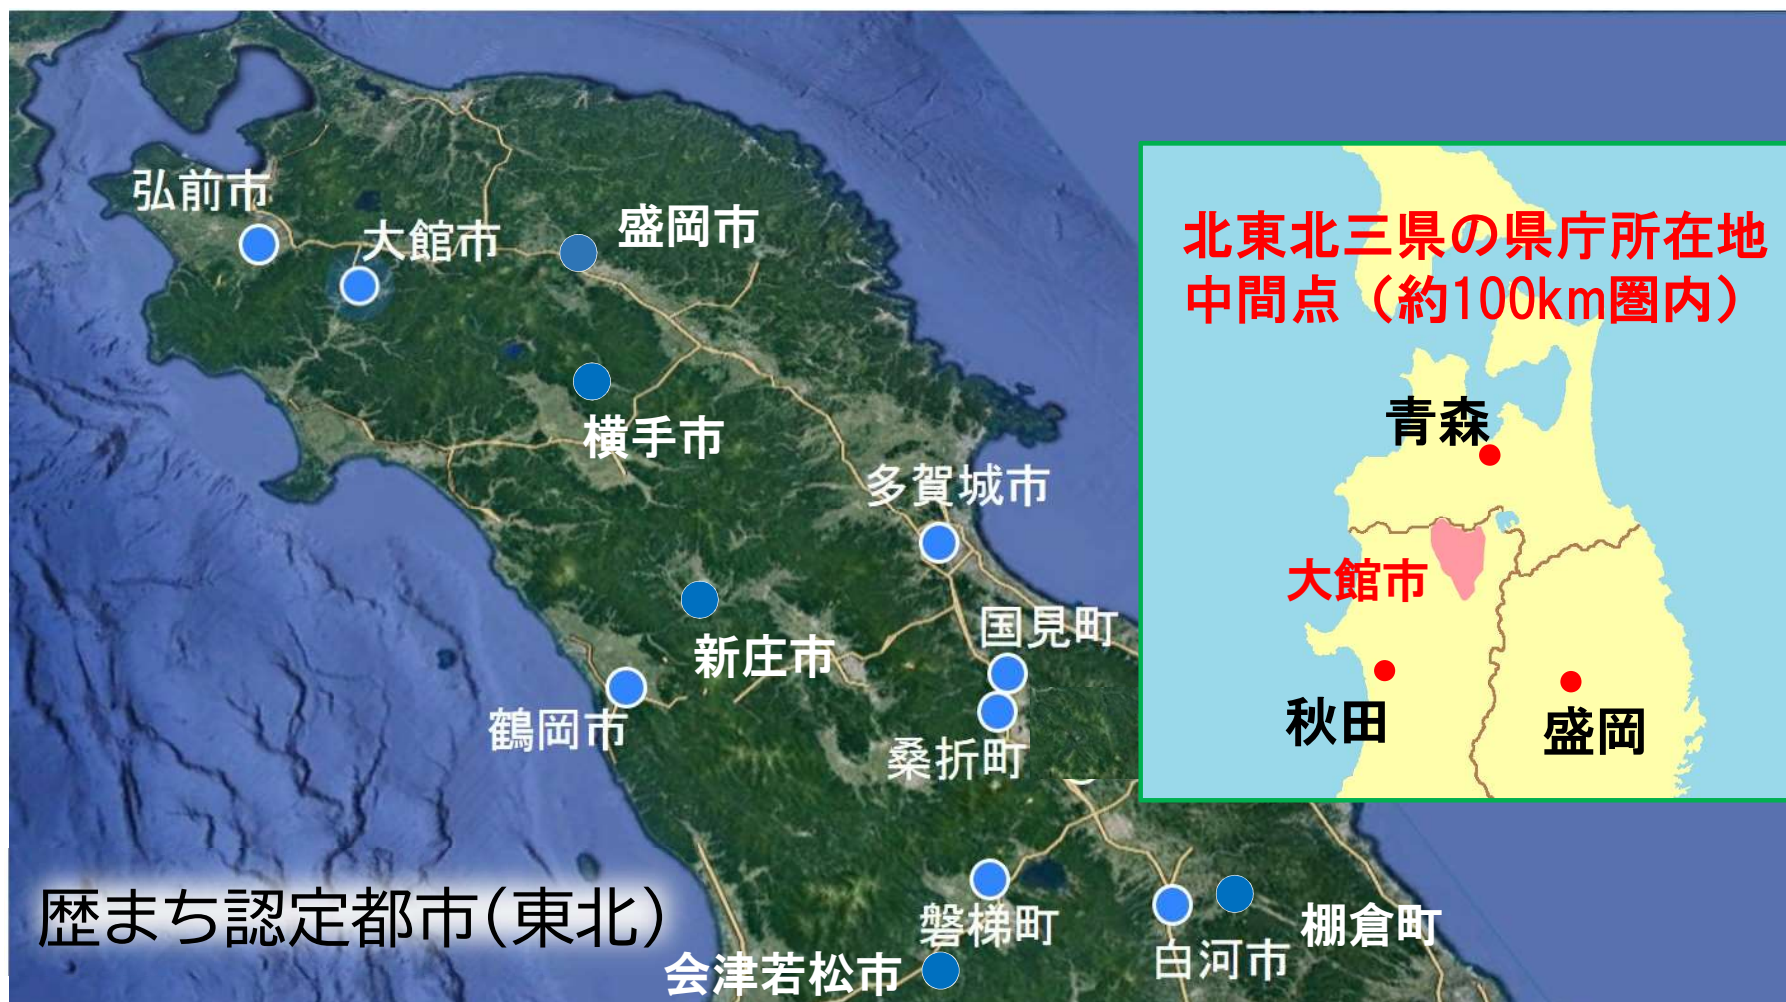 弘前市
大館市
盛岡市
横手市
多賀城市
国見町
新庄市
鶴岡市
桑折町
磐梯町
棚倉町
白河市
会津若松市
歴まち認定都市(東北)
北東北三県の県庁所在地
中間点（約100km圏内）
青森
大館市
秋田
盛岡